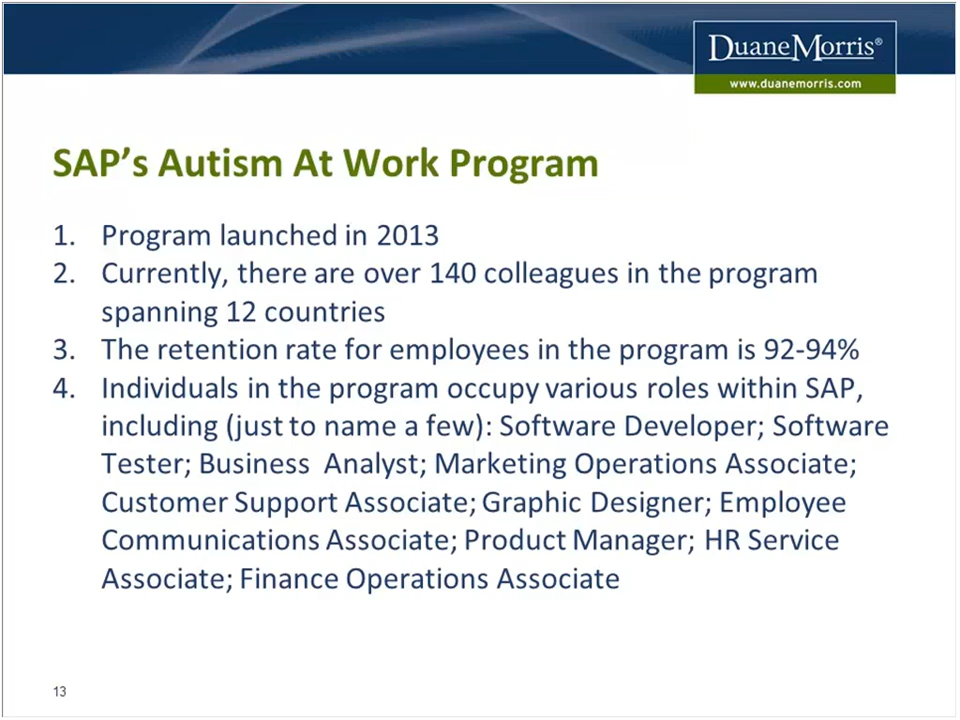 DuaneMorris®
www.duanemorris.com
SAP's Autism At Work Program
1. Program launched in 2013
2. Currently, there are over 140 colleagues in the program
spanning 12 countries
3. The retention rate for employees in the program is 92-94%
4. Individuals in the program occupy various roles within SAP,
including (just to name a few): Software Developer; Software
Tester; Business  Analyst; Marketing Operations Associate;
Customer Support Associate; Graphic Designer; Employee
Communications Associate; Product Manager; HR Service
Associate; Finance Operations Associate
13